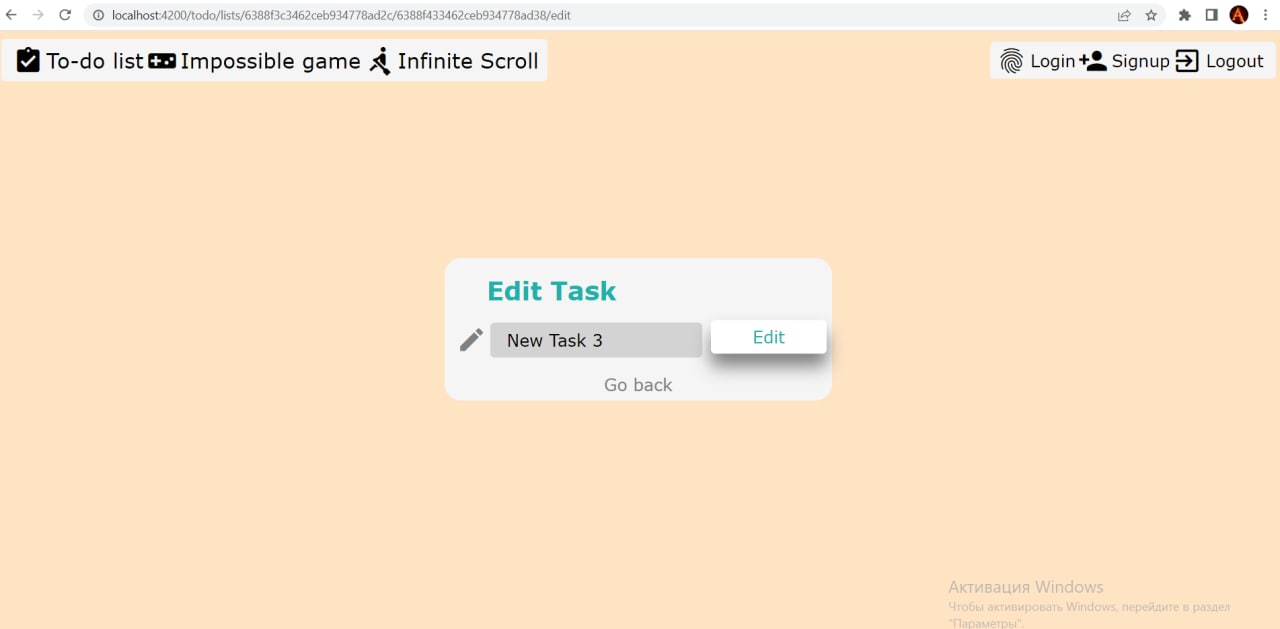 localhost:4200/todo/lists/6388f3c3462ceb934778ad2c/6388f433462ceb934778ad38/edit
To-do list Impossible game Infinite Scroll Login Signup Logout
Edit Task
New Task 3 Edit
Go back
Активация Windows
Чтобы активировать Windows, перейдите в раздел
"Параметры".